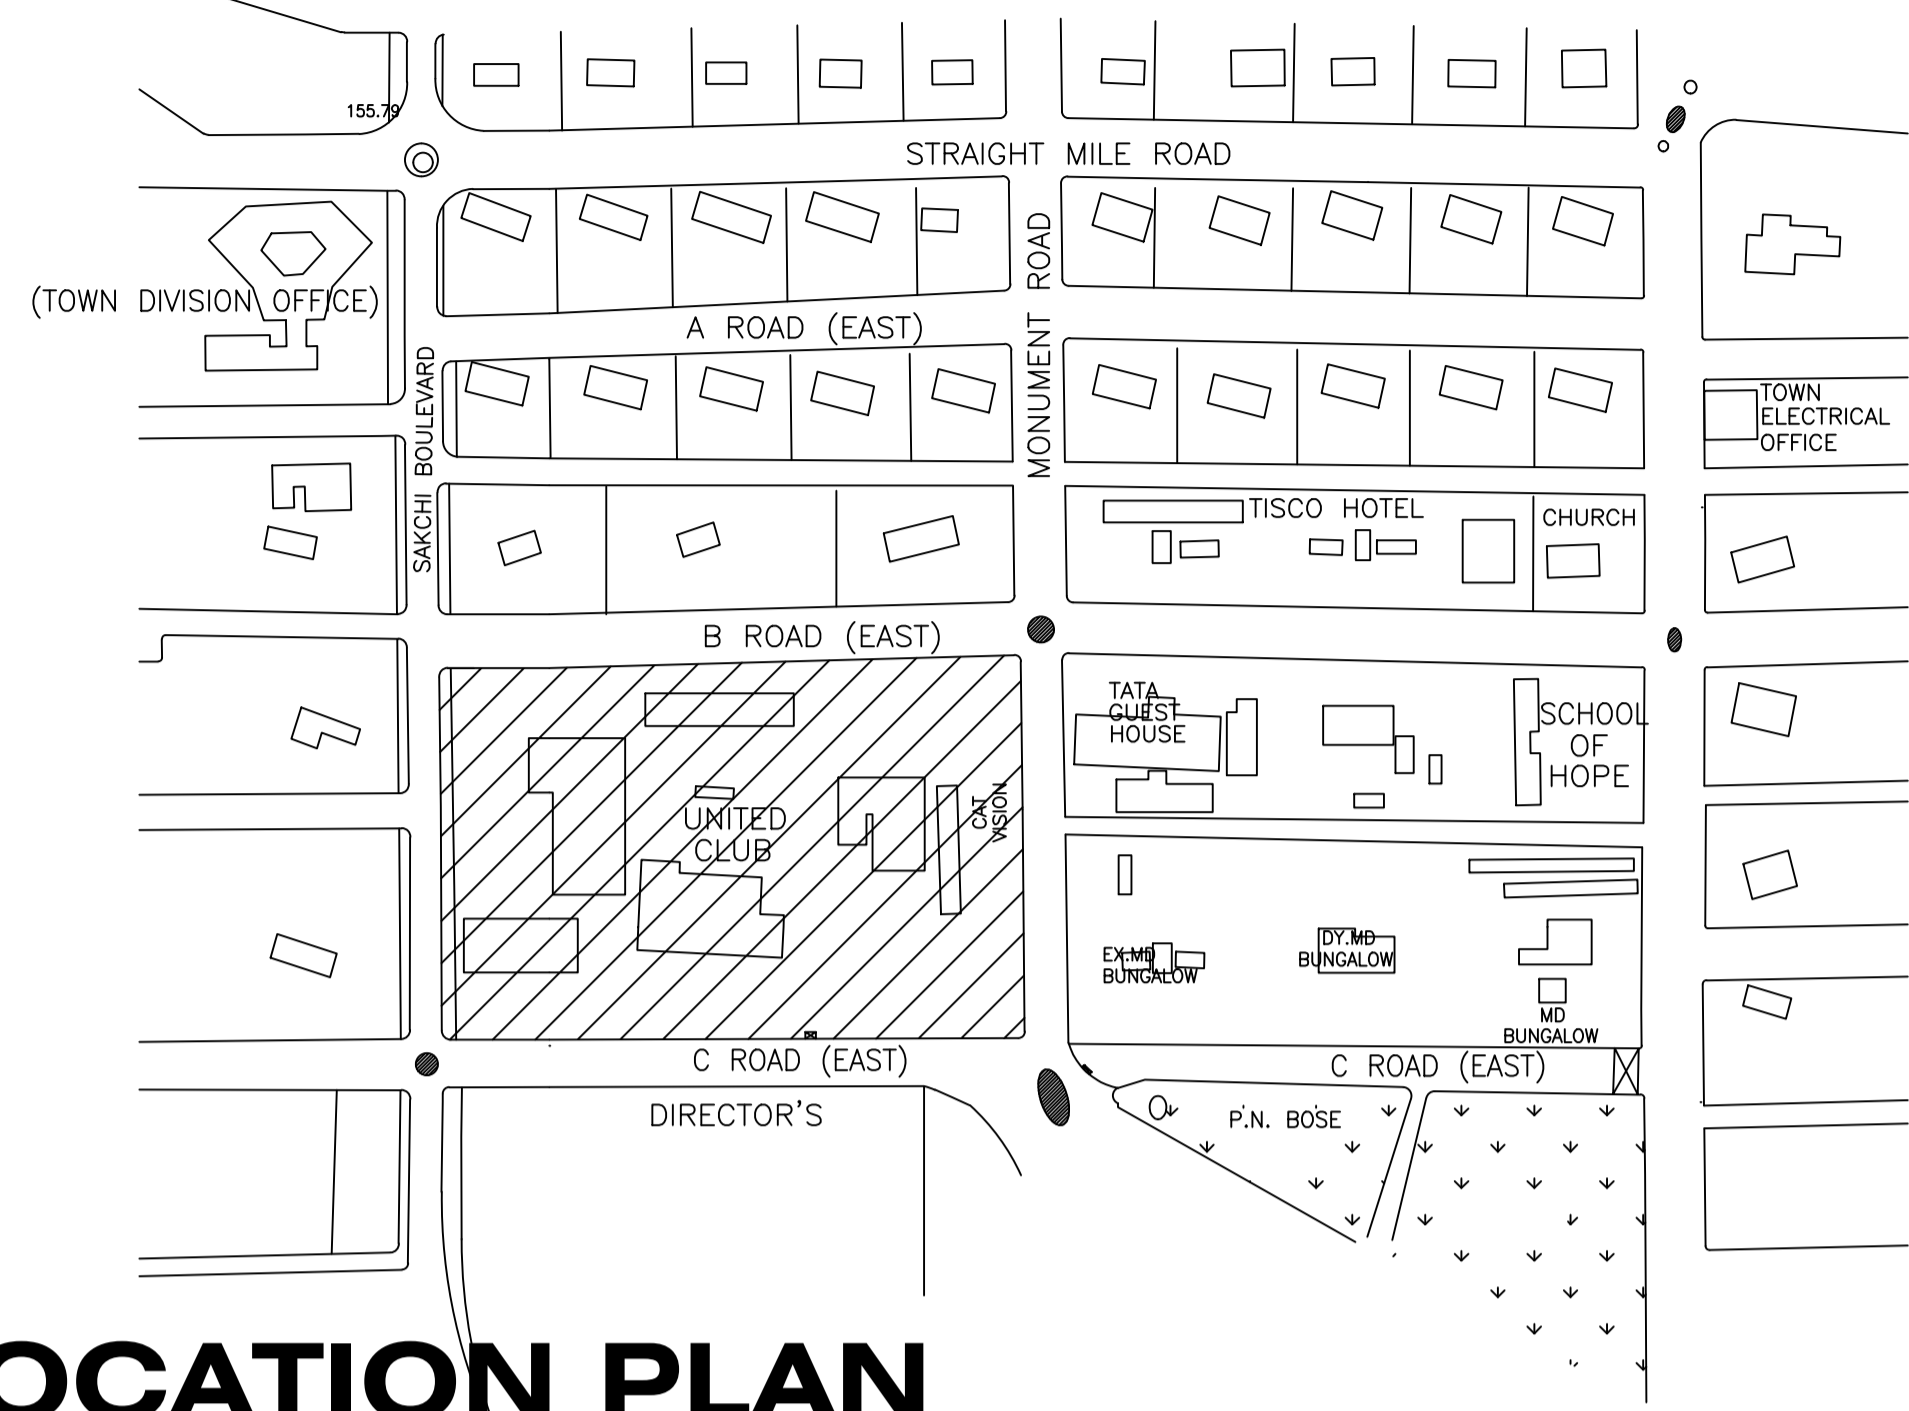 155.79
STRAIGHT MILE ROAD
(TOWN DIVISION OFFICE)
A ROAD (EAST)
MONUMENT ROAD
SAKCHI BOULEVARD
TOWN
ELECTRICAL
OFFICE
TISCO HOTEL
CHURCH
B ROAD (EAST)
TATA
GUEST
HOUSE
SCHOOL
OF
HOPE
UNITED
CLUB
CAT
VISION
EX.MD
BUNGALOW
DY.MD
BUNGALOW
MD
BUNGALOW
C ROAD (EAST)
C ROAD (EAST)
DIRECTOR'S
P.N. BOSE
OCATION PLAN